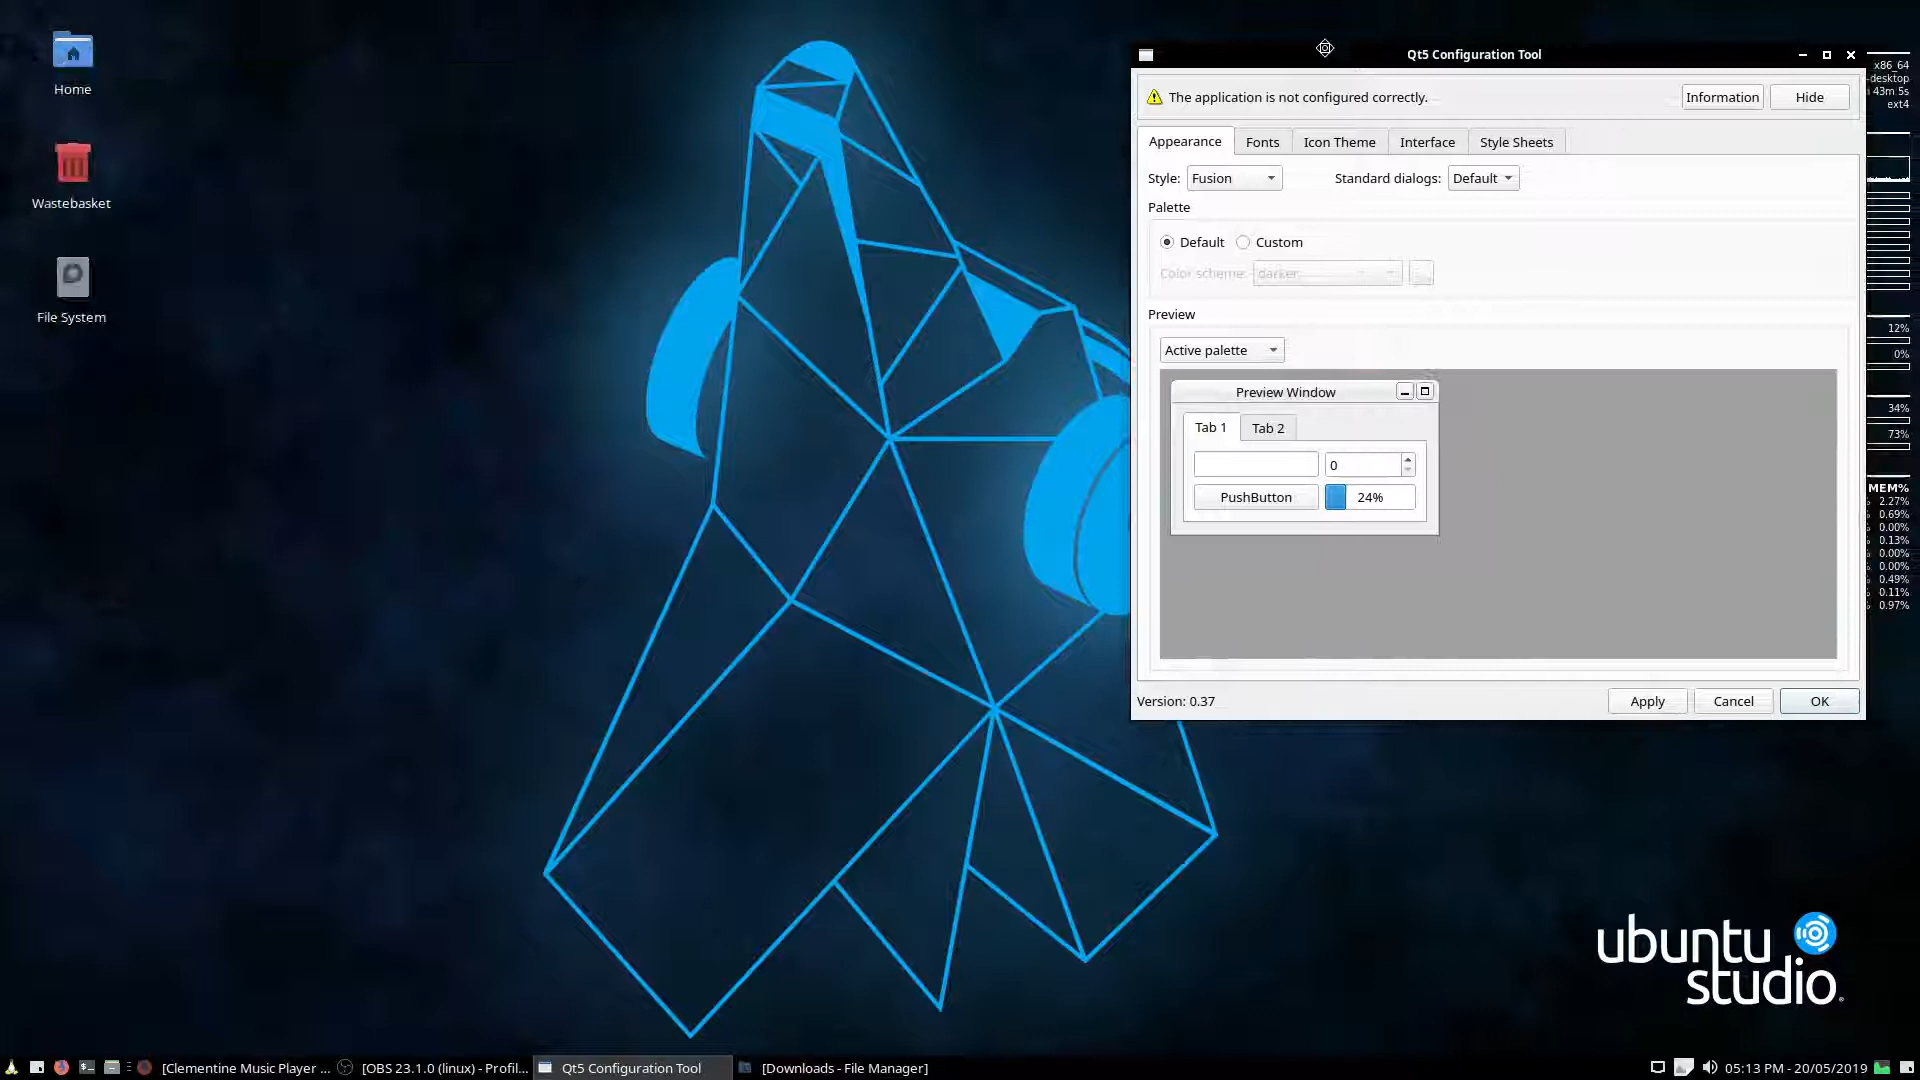 Home
Wastebasket
File System
Qt5 Configuration Tool
The application is not configured correctly.
Information
Hide
Appearance
Fonts
Icon Theme
Interface
Style Sheets
Style:
Fusion
Standard dialogs:
Default
Palette
Default
Custom
Color scheme:
darker
...
Preview
Active palette
Preview Window
Tab 1
Tab 2
0
PushButton
24%
Version: 0.37
Apply
Cancel
OK
x86_64
-desktop
43m 5s
ext4
12%
0%
34%
73%
MEM%
2.27%
0.69%
0.00%
0.13%
0.00%
0.00%
0.49%
0.11%
0.97%
ubuntu
studio
[Clementine Music Player ...
[OBS 23.1.0 (linux) - Profil...
Qt5 Configuration Tool
[Downloads - File Manager]
05:13 PM - 20/05/2019